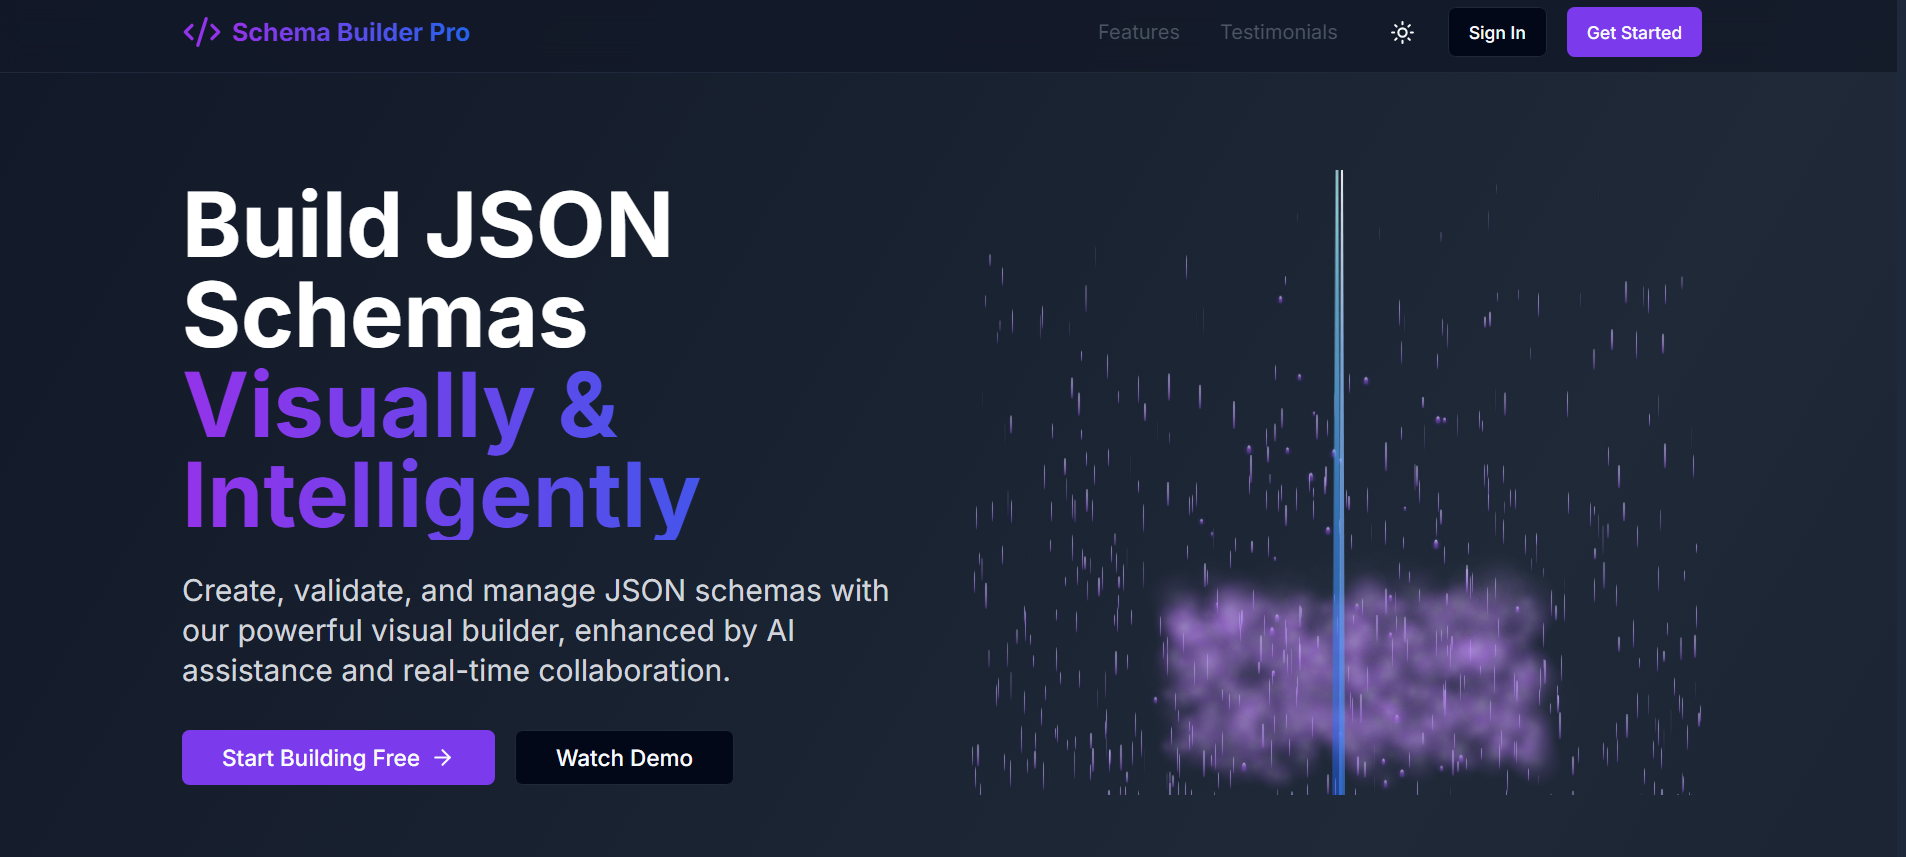 Schema Builder Pro
Features
Testimonials
Sign In
Get Started
Build JSON
Schemas
Visually &
Intelligently
Create, validate, and manage JSON schemas with
our powerful visual builder, enhanced by AI
assistance and real-time collaboration.
Start Building Free →
Watch Demo